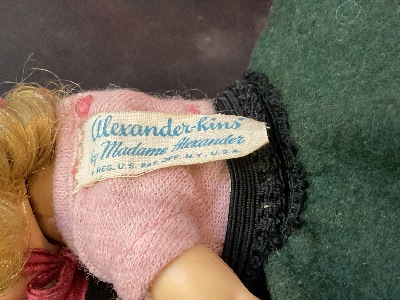 Alexander-kins
by Madame Alexander
REG. U.S. PAT. OFF. N.Y. U.S.A.